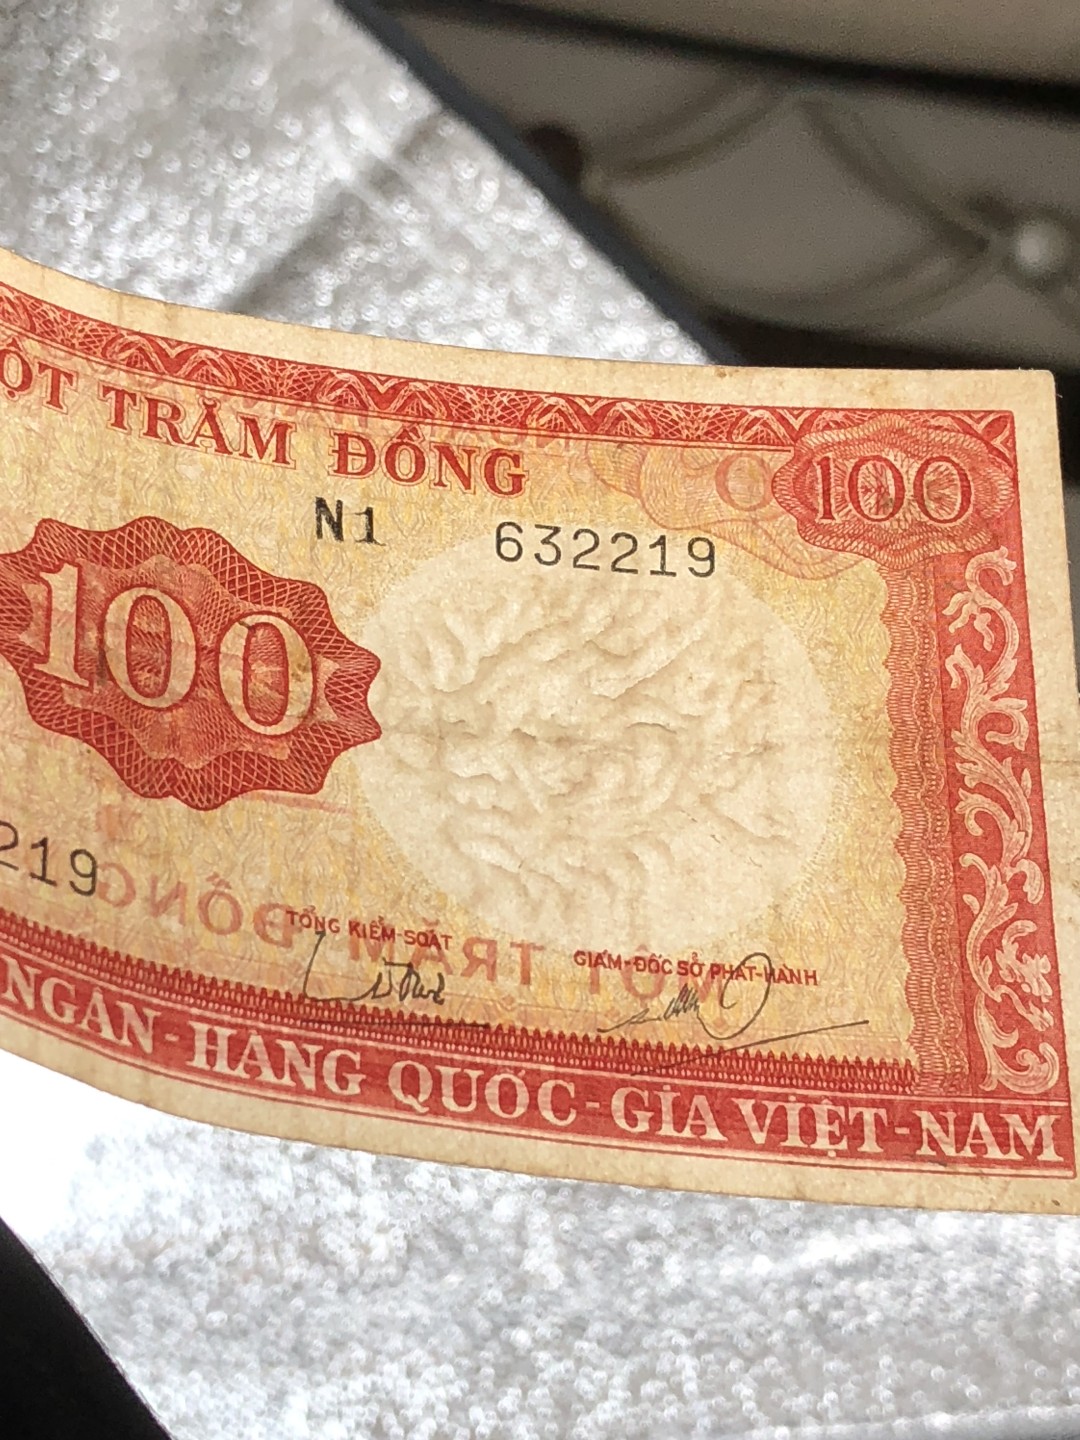 ỘT TRĂM ĐỒNG
100
N1 632219
100
219
TỔNG KIỂM-SOÁT
GIÁM-ĐỐC SỞ PHÁT-HÀNH
NGÂN-HÀNG QUỐC-GIA VIỆT-NAM